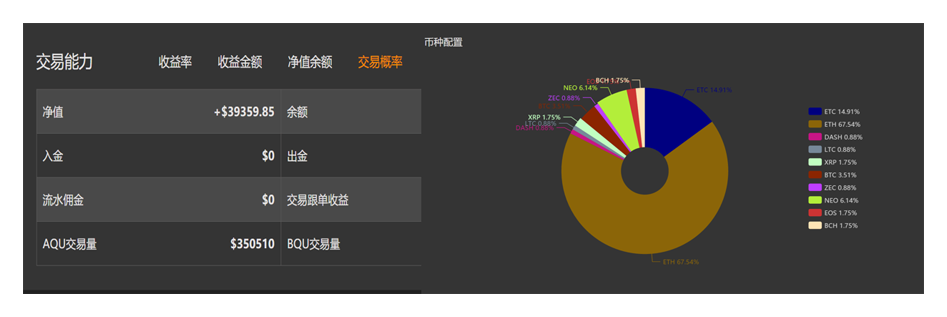 交易能力 收益率 收益金额 净值余额 交易概率
净值 +$39359.85 余额
入金 $0 出金
流水佣金 $0 交易跟单收益
AQU交易量 $350510 BQU交易量
币种配置
BCH 1.75%
NEO 6.14%
ZEC 0.88%
XRP 1.75%
LTC 0.88%
DASH 0.88%
ETC 14.91%
ETH 67.54%
ETC 14.91%
ETH 67.54%
DASH 0.88%
LTC 0.88%
XRP 1.75%
BTC 3.51%
ZEC 0.88%
NEO 6.14%
EOS 1.75%
BCH 1.75%